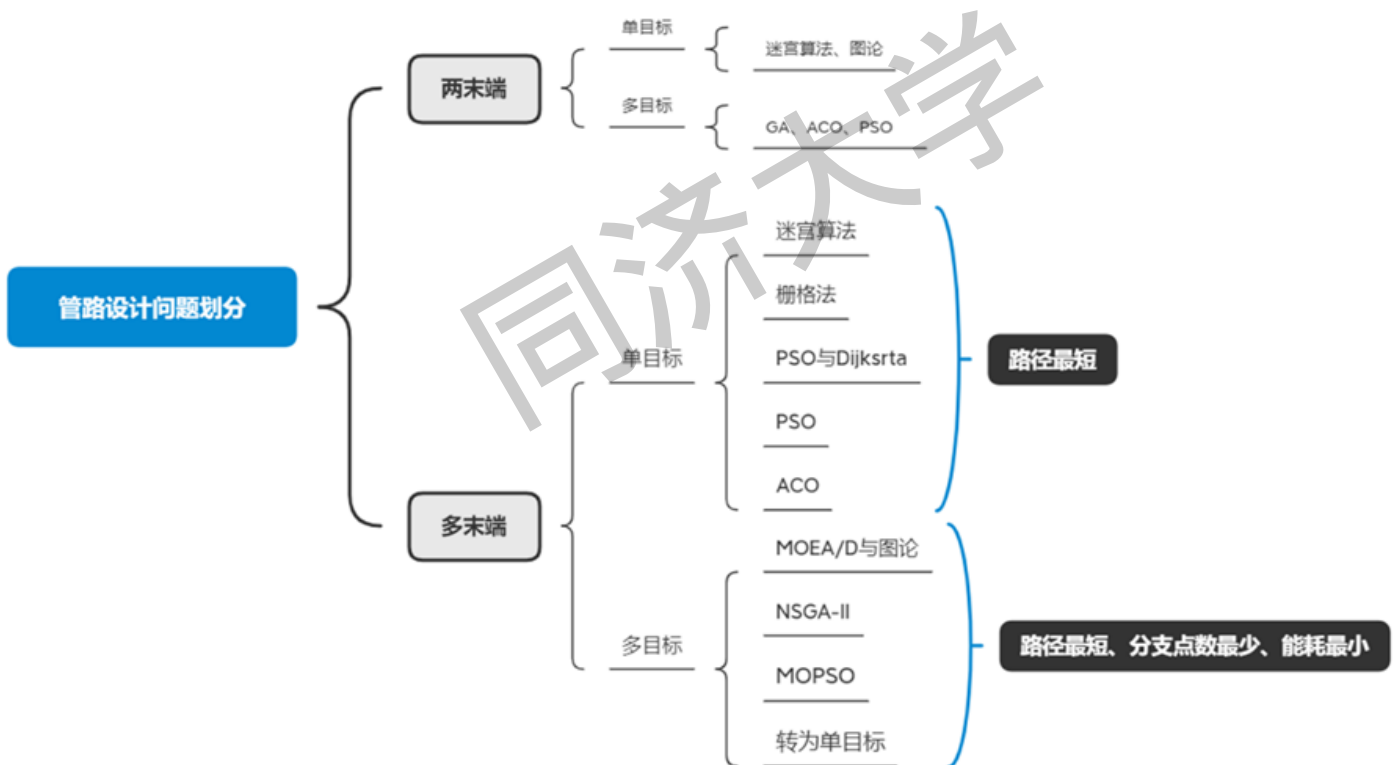 管路设计问题划分
两末端
单目标
迷宫算法、图论
多目标
GA、ACO、PSO
多末端
单目标
迷宫算法
栅格法
PSO与Dijksrta
PSO
ACO
路径最短
多目标
MOEA/D与图论
NSGA-II
MOPSO
转为单目标
路径最短、分支点数最少、能耗最小
同济大学